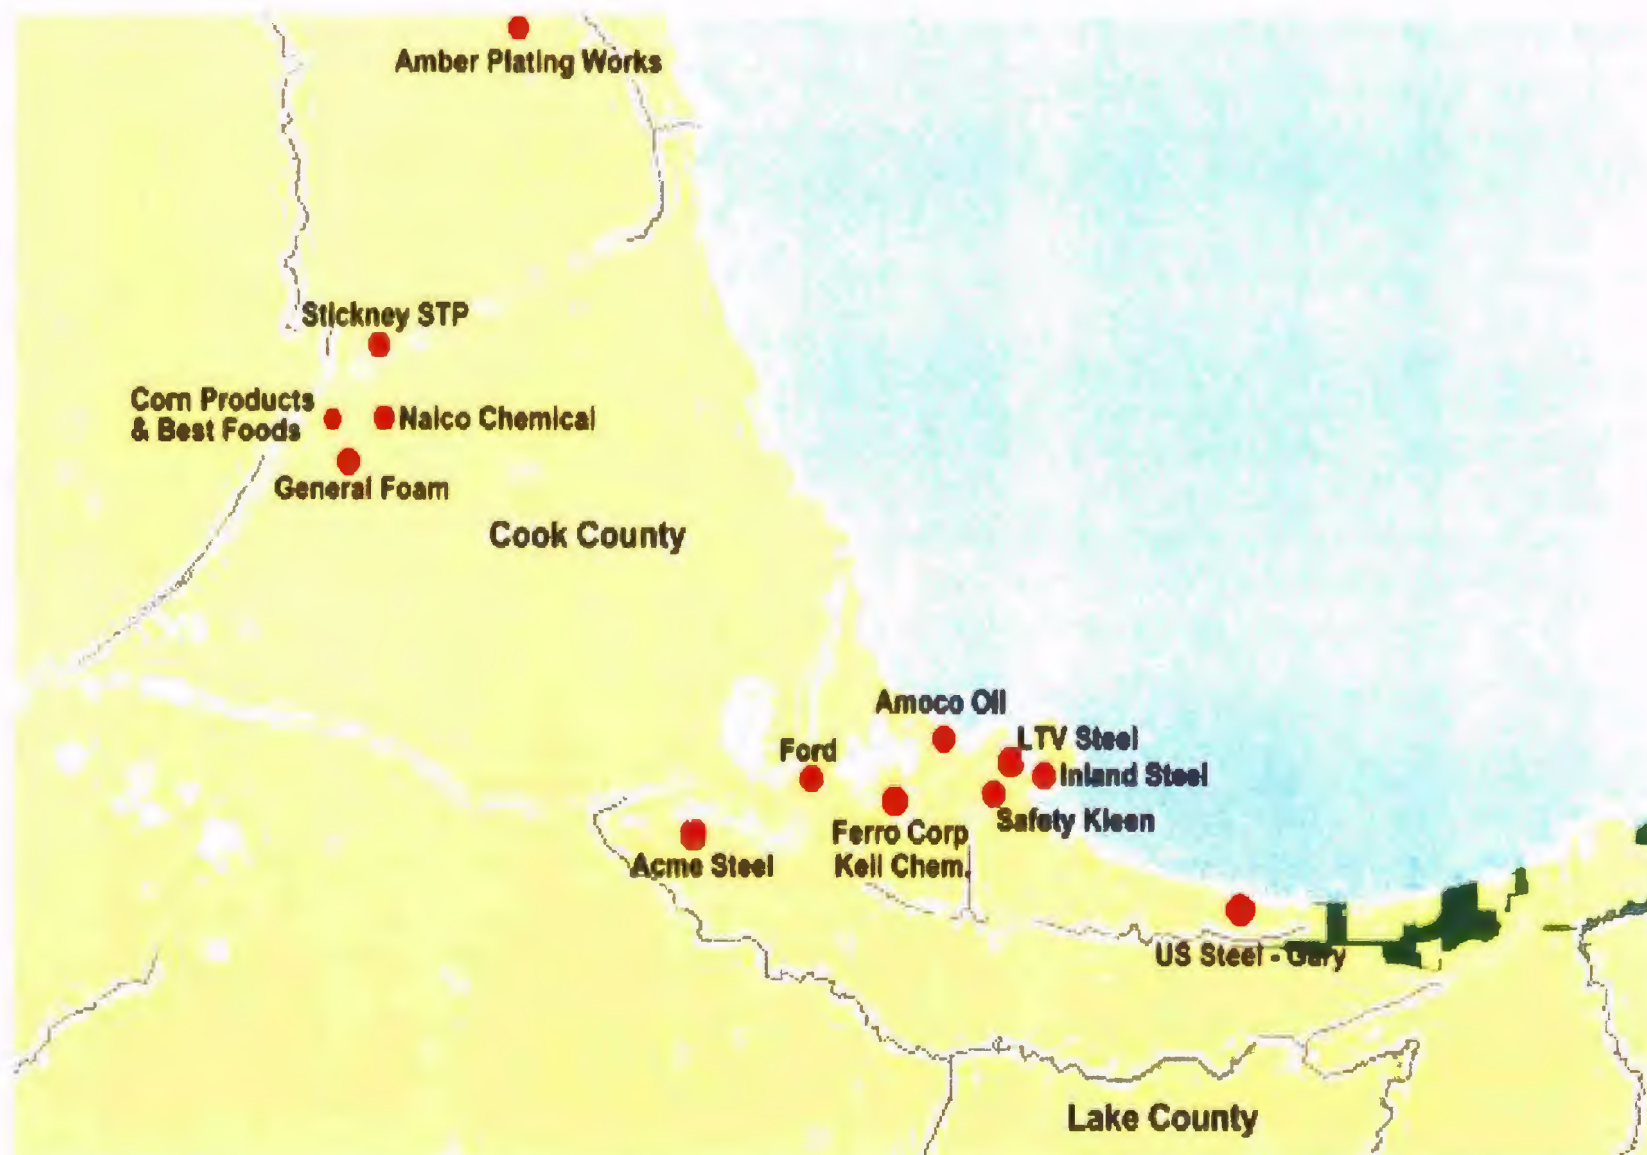 Amber Plating Works
Stickney STP
Corn Products
& Best Foods
Nalco Chemical
General Foam
Cook County
Amoco Oil
LTV Steel
Ford
Inland Steel
Safety Kleen
Ferro Corp
Keil Chem.
Acme Steel
US Steel - Gary
Lake County